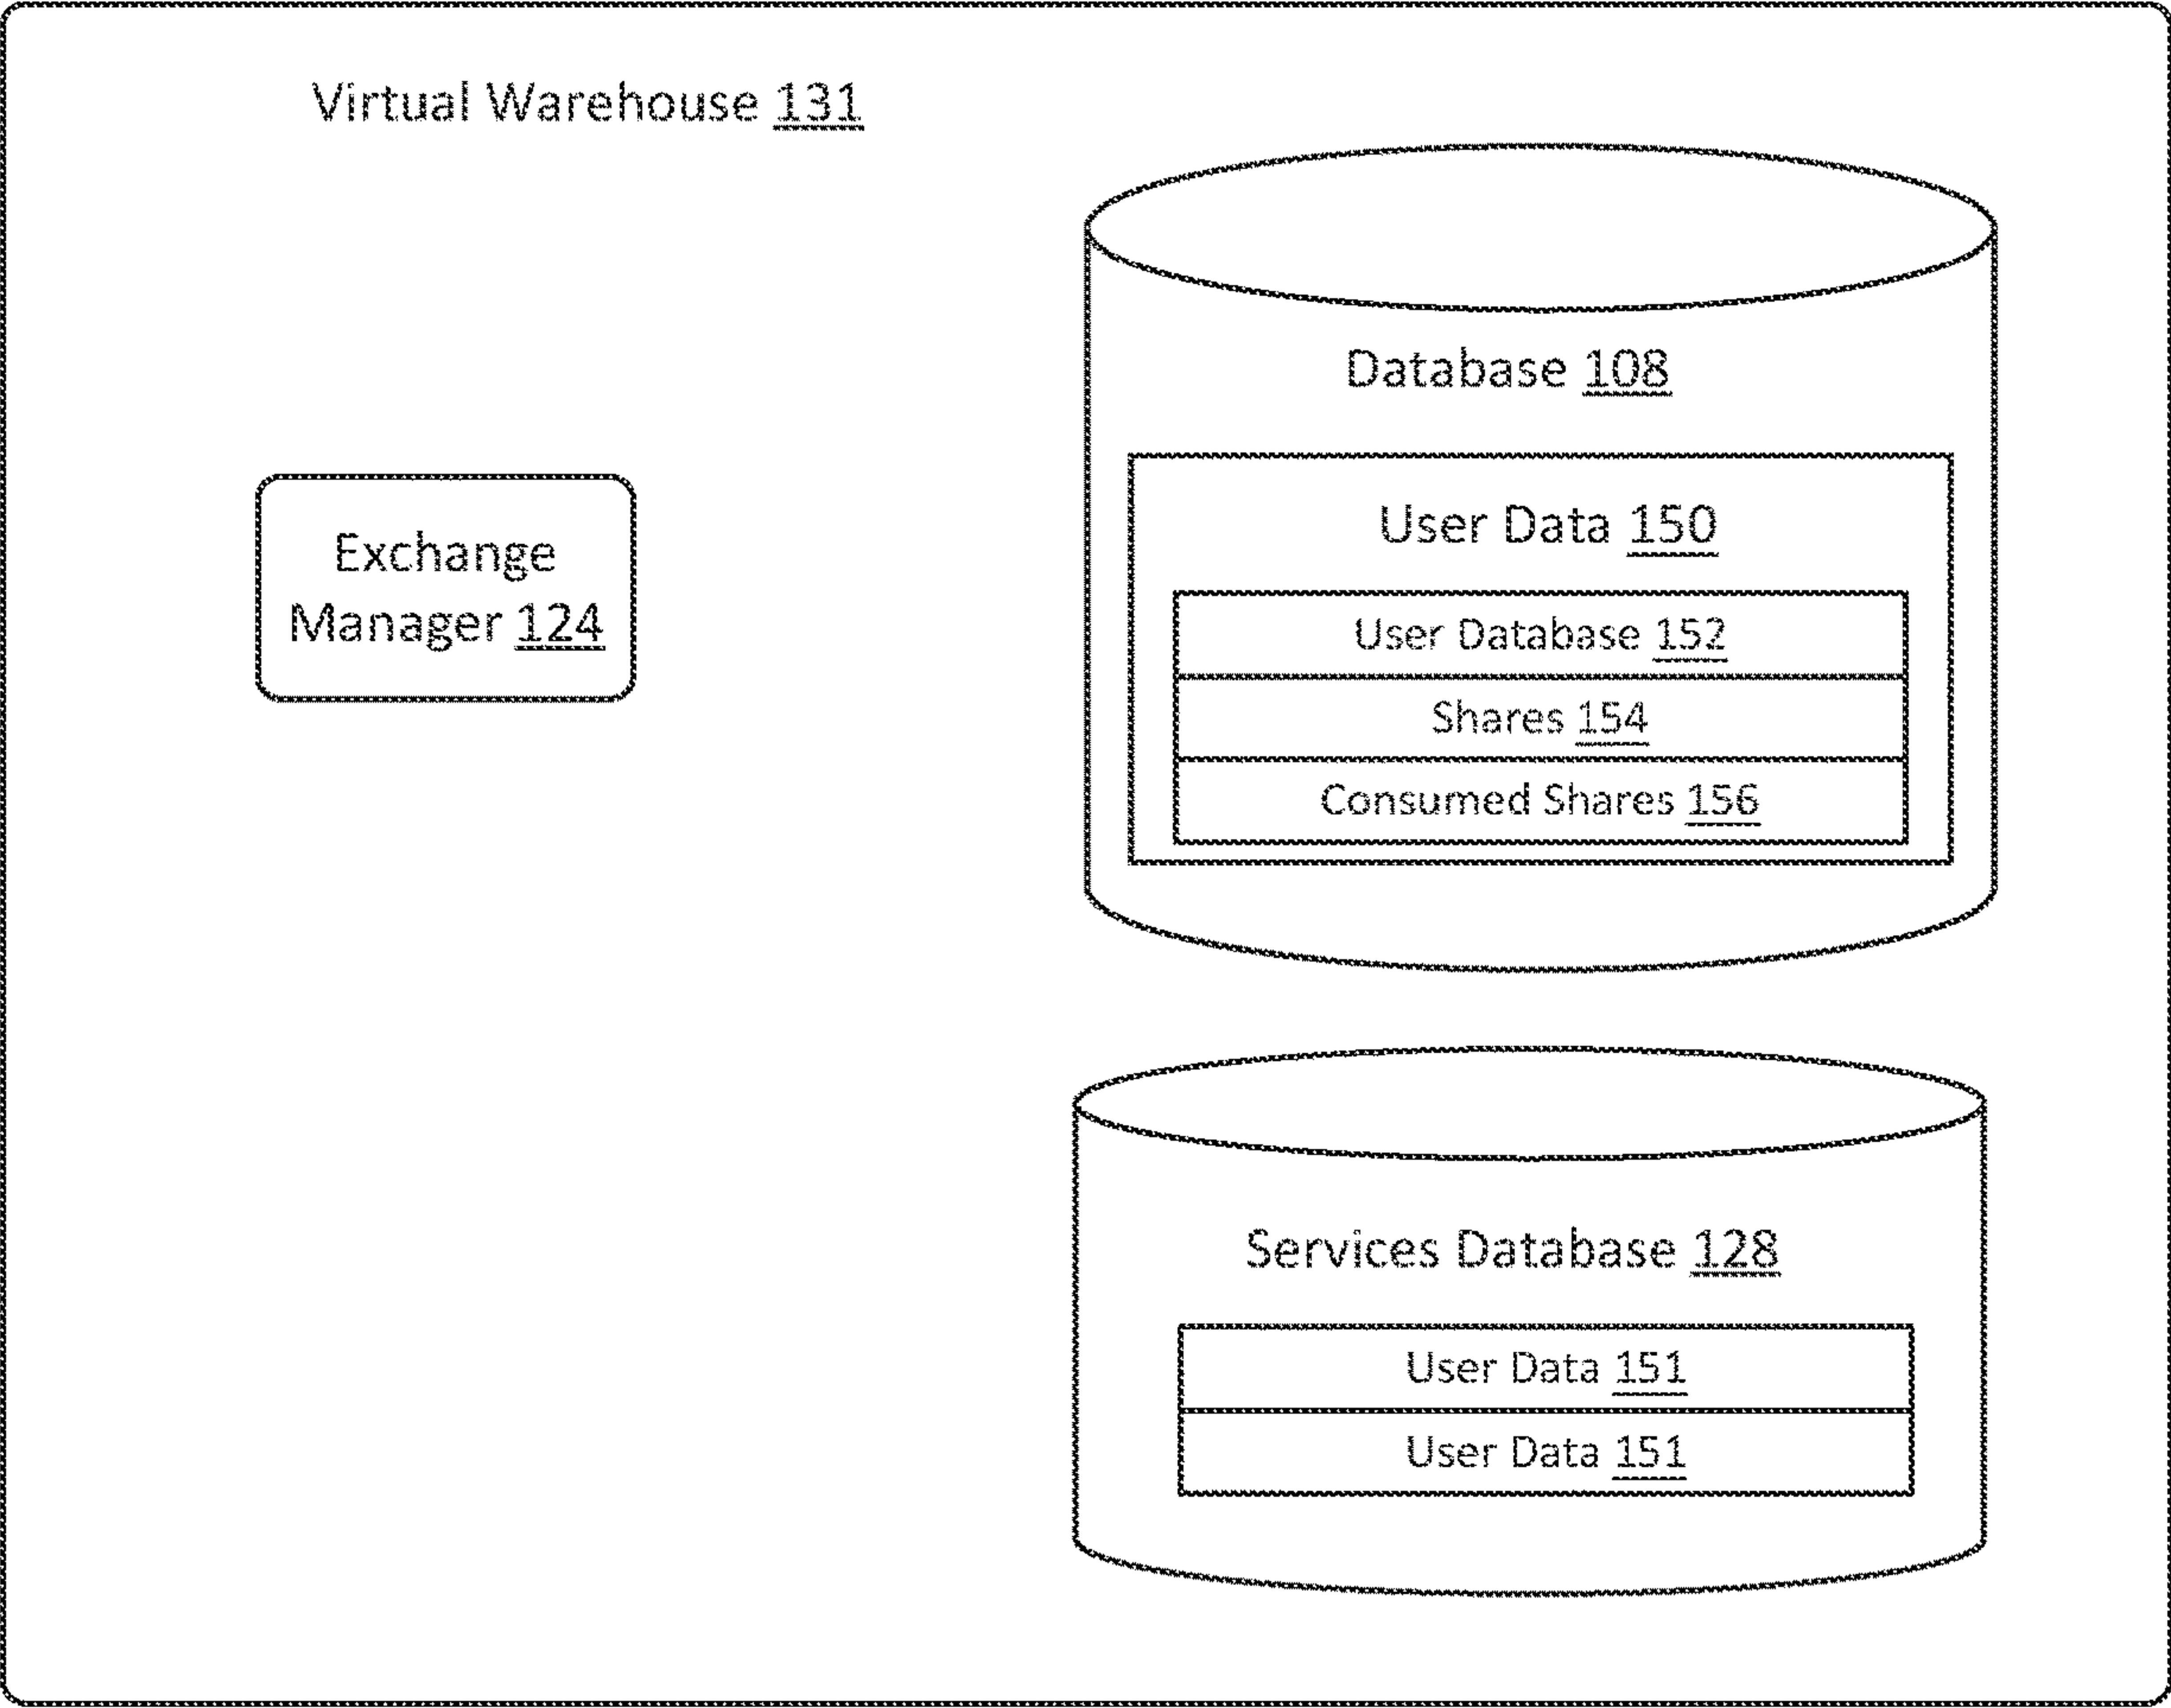 Virtual Warehouse 131
Database 108
Exchange
Manager 124
User Data 150
User Database 152
Shares 154
Consumed Shares 156
Services Database 128
User Data 151
User Data 151